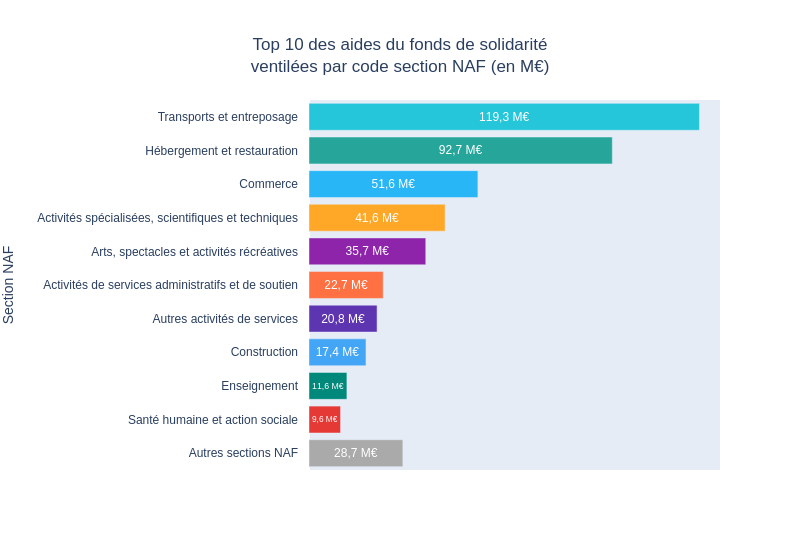 Top 10 des aides du fonds de solidarité
ventilées par code section NAF (en M€)
Section NAF
Transports et entreposage 119,3 M€
Hébergement et restauration 92,7 M€
Commerce 51,6 M€
Activités spécialisées, scientifiques et techniques 41,6 M€
Arts, spectacles et activités récréatives 35,7 M€
Activités de services administratifs et de soutien 22,7 M€
Autres activités de services 20,8 M€
Construction 17,4 M€
Enseignement 11,6 M€
Santé humaine et action sociale 9,6 M€
Autres sections NAF 28,7 M€